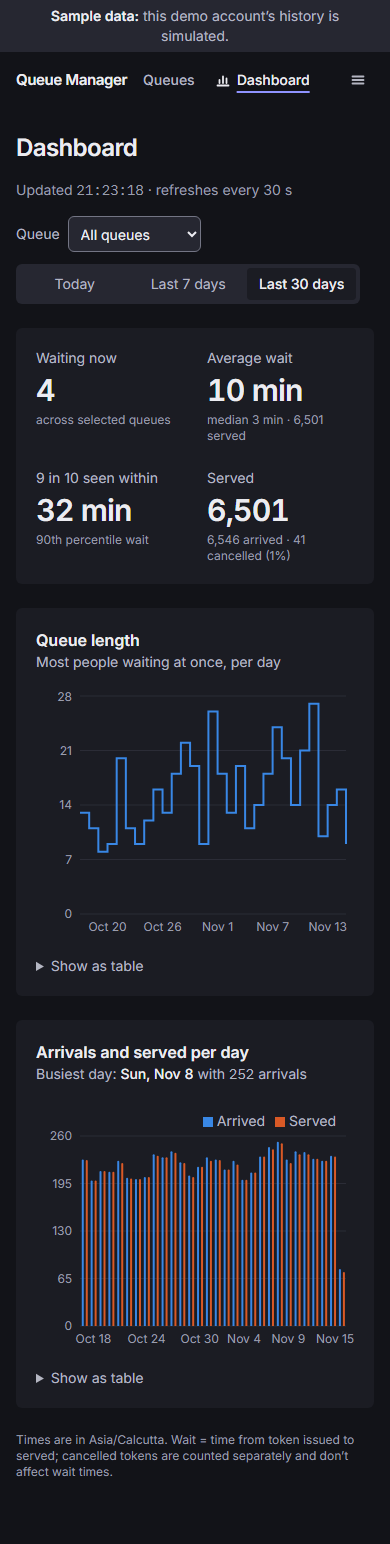 Sample data: this demo account's history is
simulated.
Queue Manager Queues Dashboard
Dashboard
Updated 21:23:18 · refreshes every 30 s
Queue All queues
Today Last 7 days Last 30 days
Waiting now
4
across selected queues
Average wait
10 min
median 3 min · 6,501
served
9 in 10 seen within
32 min
90th percentile wait
Served
6,501
6,546 arrived · 41
cancelled (1%)
Queue length
Most people waiting at once, per day
28
21
14
7
0
Oct 20 Oct 26 Nov 1 Nov 7 Nov 13
Show as table
Arrivals and served per day
Busiest day: Sun, Nov 8 with 252 arrivals
Arrived Served
260
195
130
65
0
Oct 18 Oct 24 Oct 30 Nov 4 Nov 9 Nov 15
Show as table
Times are in Asia/Calcutta. Wait = time from token issued to
served; cancelled tokens are counted separately and don't
affect wait times.